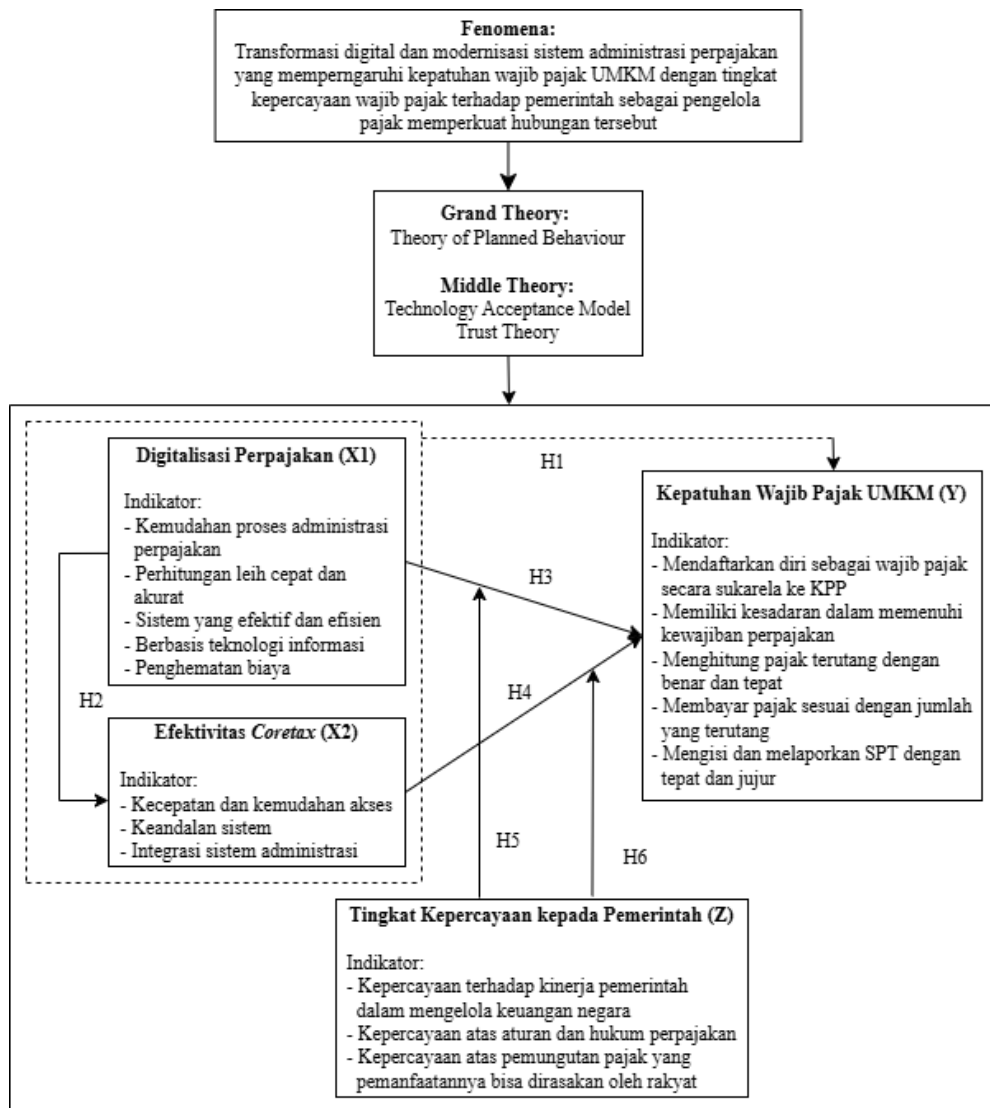 Fenomena:
Transformasi digital dan modernisasi sistem administrasi perpajakan
yang memperngaruhi kepatuhan wajib pajak UMKM dengan tingkat
kepercayaan wajib pajak terhadap pemerintah sebagai pengelola
pajak memperkuat hubungan tersebut
Grand Theory:
Theory of Planned Behaviour
Middle Theory:
Technology Acceptance Model
Trust Theory
Digitalisasi Perpajakan (X1)
Indikator:
- Kemudahan proses administrasi
perpajakan
- Perhitungan leih cepat dan
akurat
- Sistem yang efektif dan efisien
- Berbasis teknologi informasi
- Penghematan biaya
H1
Kepatuhan Wajib Pajak UMKM (Y)
Indikator:
- Mendaftarkan diri sebagai wajib pajak
secara sukarela ke KPP
- Memiliki kesadaran dalam memenuhi
kewajiban perpajakan
- Menghitung pajak terutang dengan
benar dan tepat
- Membayar pajak sesuai dengan jumlah
yang terutang
- Mengisi dan melaporkan SPT dengan
tepat dan jujur
H3
H4
H2
Efektivitas Coretax (X2)
Indikator:
- Kecepatan dan kemudahan akses
- Keandalan sistem
- Integrasi sistem administrasi
H5
H6
Tingkat Kepercayaan kepada Pemerintah (Z)
Indikator:
- Kepercayaan terhadap kinerja pemerintah
dalam mengelola keuangan negara
- Kepercayaan atas aturan dan hukum perpajakan
- Kepercayaan atas pemungutan pajak yang
pemanfaatannya bisa dirasakan oleh rakyat